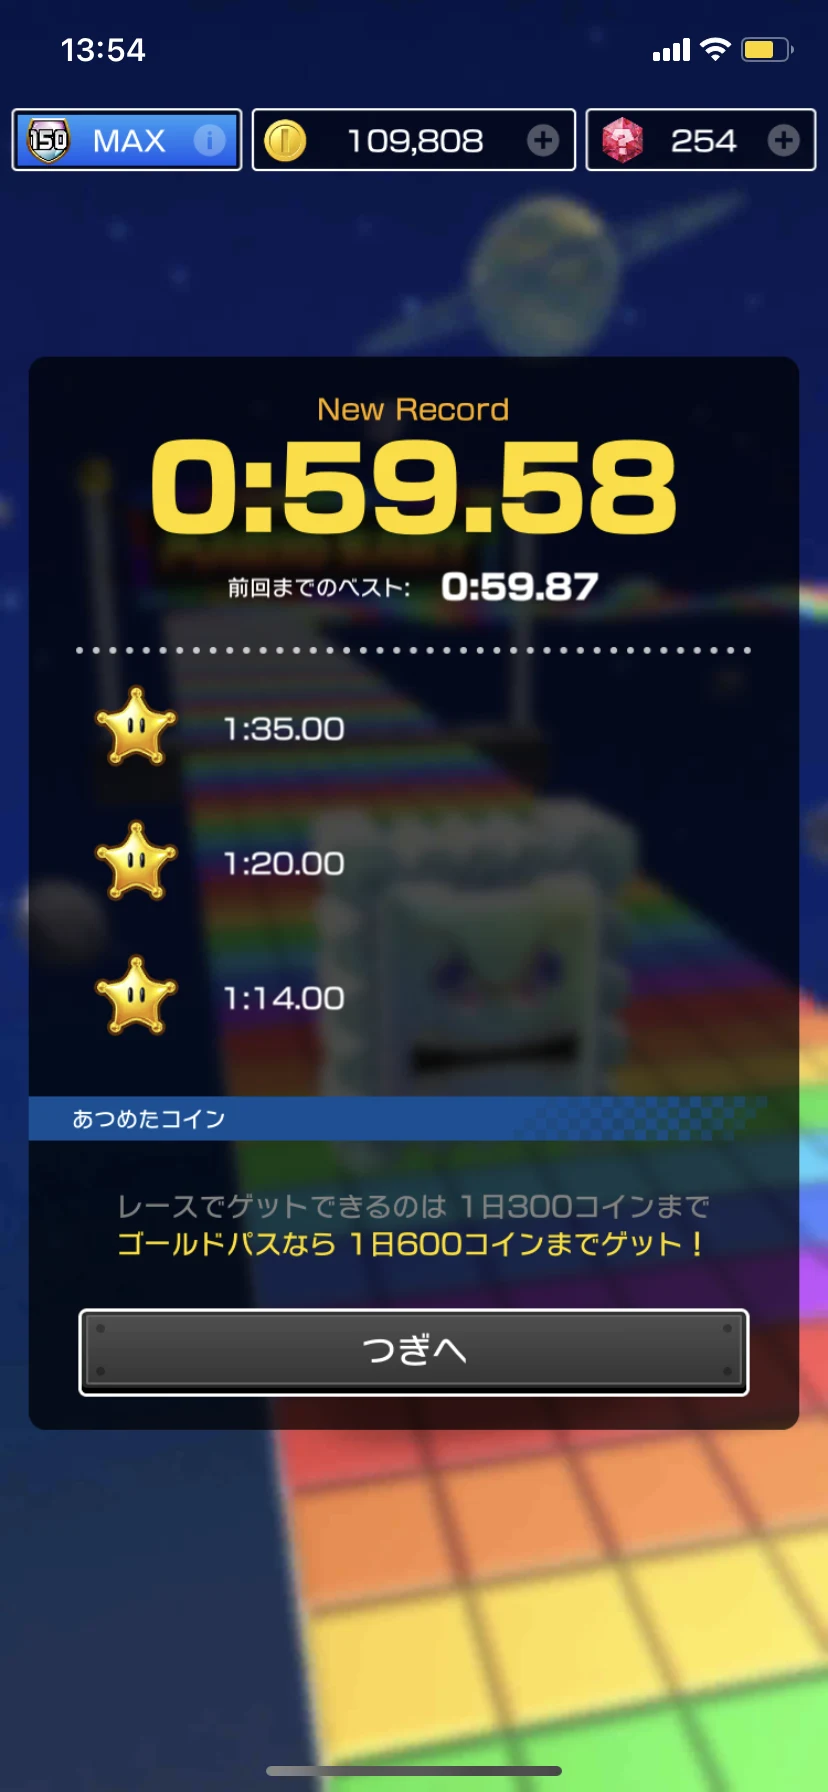 13:54
150 MAX i
109,808 +
? 254 +
New Record
0:59.58
前回までのベスト: 0:59.87
1:35.00
1:20.00
1:14.00
あつめたコイン
レースでゲットできるのは 1日300コインまで
ゴールドパスなら 1日600コインまでゲット！
つぎへ